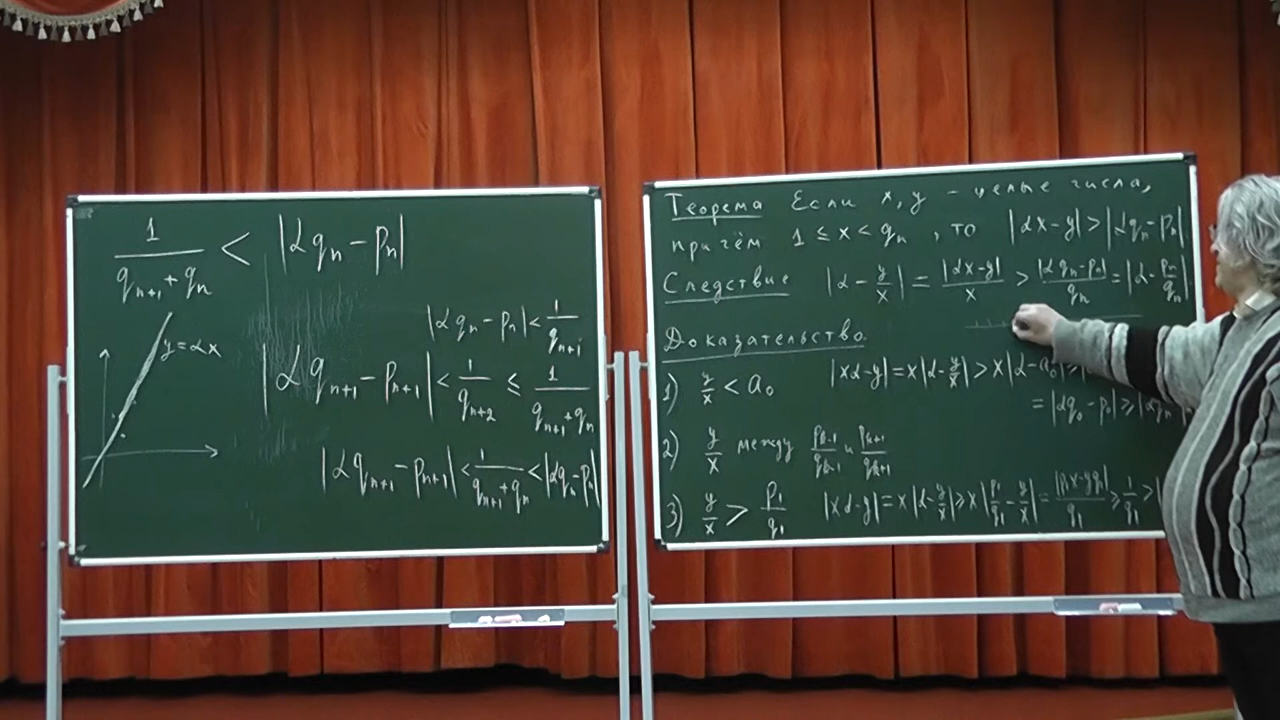 1/(q_{n+1}+q_n) < |αq_n − p_n|
y = αx
|αq_n − p_n| < 1/q_{n+1}
|αq_{n+1} − p_{n+1}| < 1/q_{n+2} ≤ 1/(q_{n+1}+q_n)
|αq_{n+1} − p_{n+1}| < 1/(q_{n+1}+q_n) < |αq_n − p_n|
Теорема Если x, y – целые числа,
причём 1 ≤ x < q_n, то |αx − y| > |αq_n − p_n|
Следствие |α − y/x| = |αx − y|/x > |αq_n − p_n|/q_n = |α − p_n/q_n|
Доказательство.
1) y/x < a_0 |xα − y| = x|α − y/x| > x|α − a_0| ≥
= |αq_0 − p_0| ≥ |αq_n
2) y/x между p_{k-1}/q_{k-1} и p_{k+1}/q_{k+1}
3) y/x > p_1/q_1 |xα − y| = x|α − y/x| ≥ x|p_1/q_1 − y/x| = |p_1x − yq_1|/q_1 ≥ 1/q_1 > |